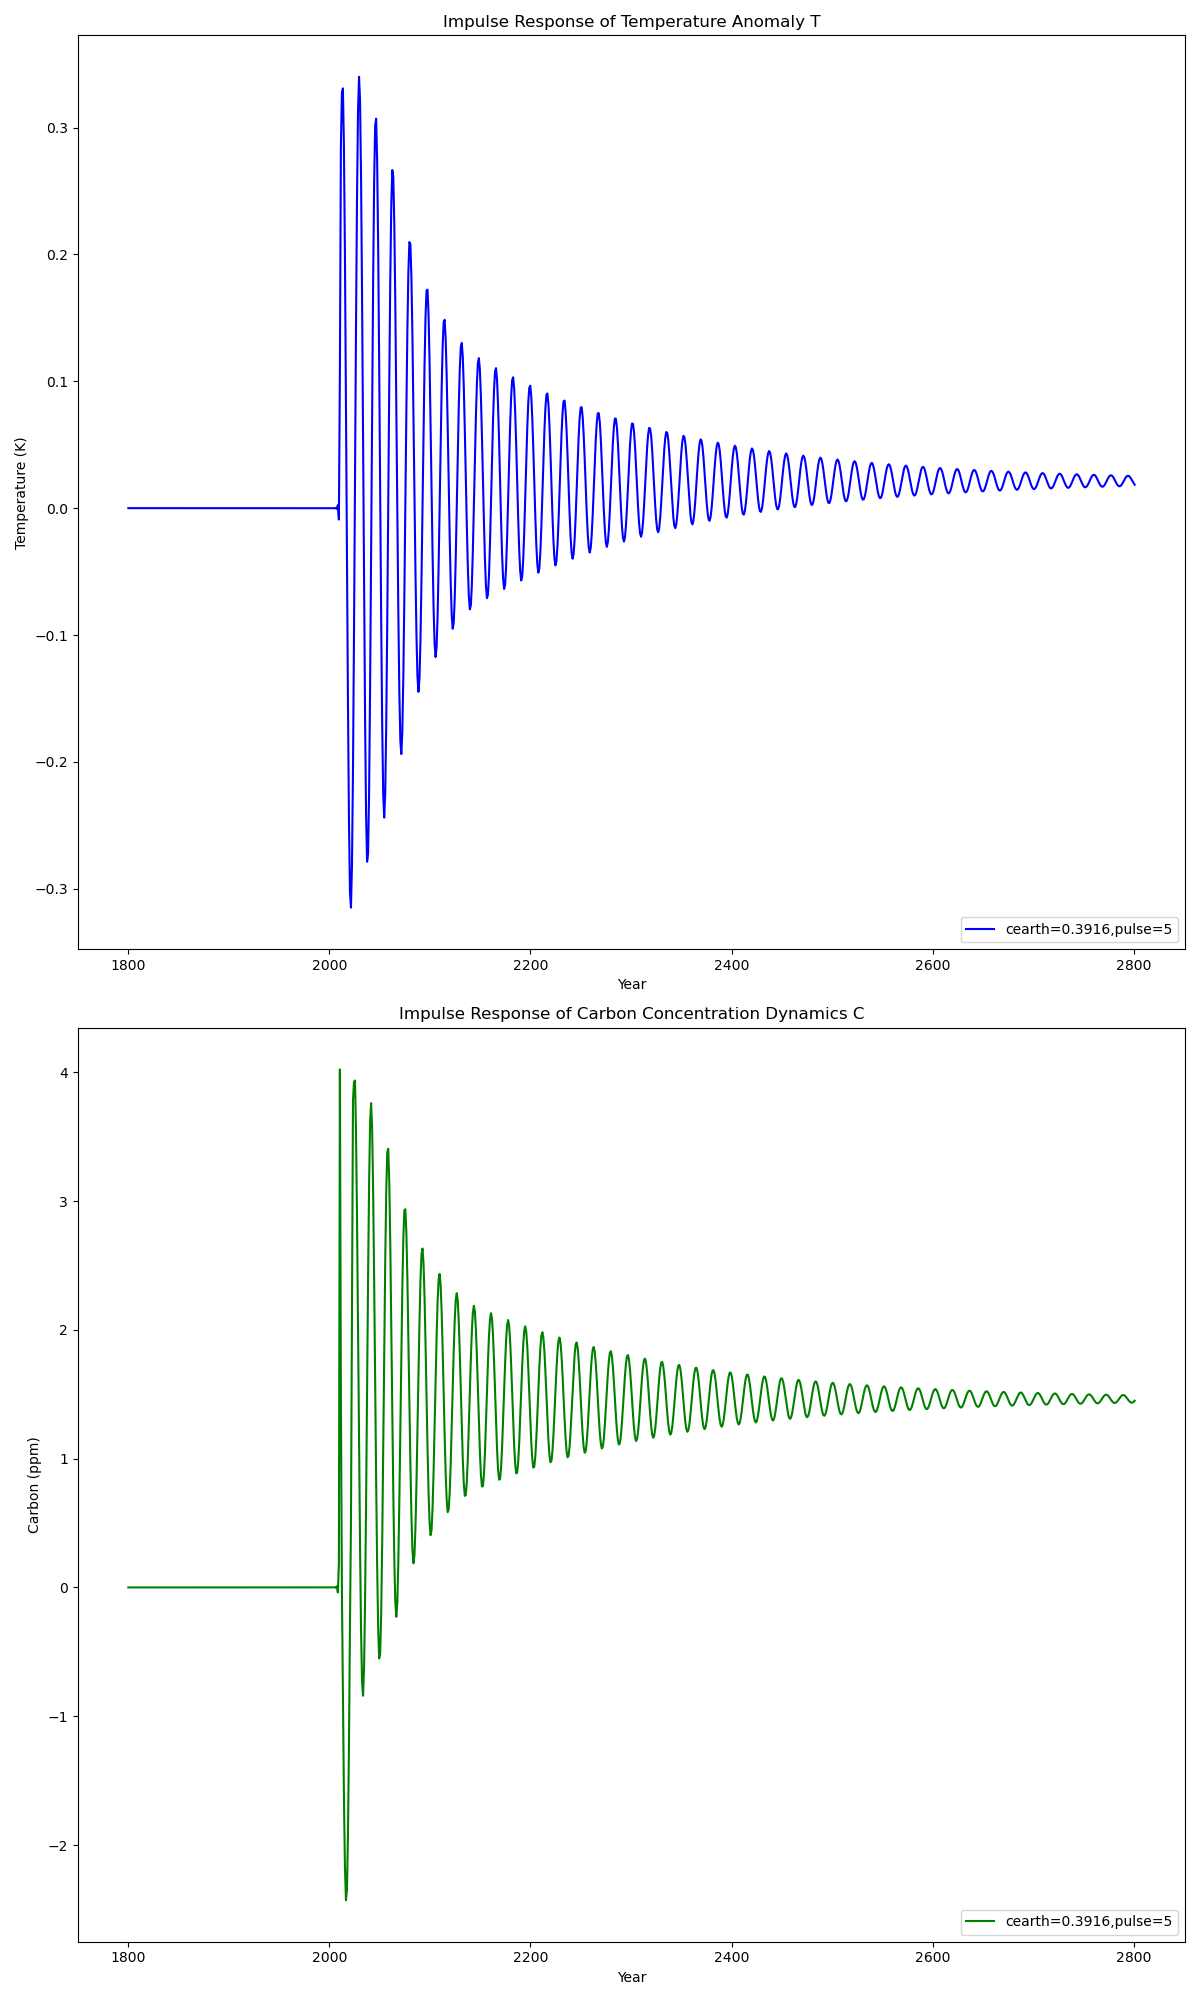 Impulse Response of Temperature Anomaly T
0.3
0.2
0.1
0.0
−0.1
−0.2
−0.3
Temperature (K)
cearth=0.3916,pulse=5
1800 2000 2200 2400 2600 2800
Year
Impulse Response of Carbon Concentration Dynamics C
4
3
2
1
0
−1
−2
Carbon (ppm)
cearth=0.3916,pulse=5
1800 2000 2200 2400 2600 2800
Year